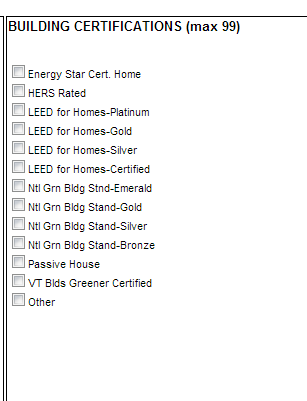 BUILDING CERTIFICATIONS (max 99)
Energy Star Cert. Home
HERS Rated
LEED for Homes-Platinum
LEED for Homes-Gold
LEED for Homes-Silver
LEED for Homes-Certified
Ntl Grn Bldg Stnd-Emerald
Ntl Grn Bldg Stand-Gold
Ntl Grn Bldg Stand-Silver
Ntl Grn Bldg Stand-Bronze
Passive House
VT Blds Greener Certified
Other